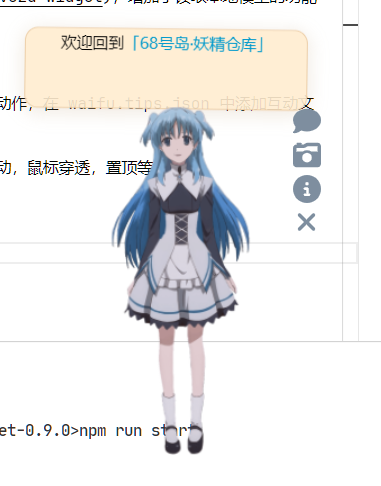 动作，在 waifu.tips.json 中添加互动文
欢迎回到「68号岛·妖精仓库」
动，鼠标穿透，置顶等
et-0.9.0>npm run start